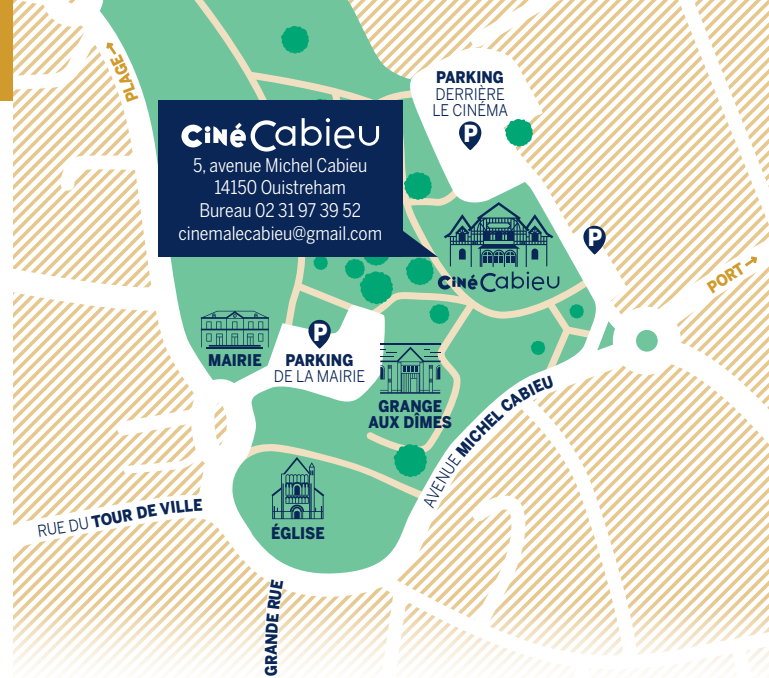 PLAGE →
PARKING
DERRIÈRE
LE CINÉMA
P
CiNéCabieu
5, avenue Michel Cabieu
14150 Ouistreham
Bureau 02 31 97 39 52
cinemalecabieu@gmail.com
P
CiNéCabieu
PORT →
P
MAIRIE
PARKING
DE LA MAIRIE
GRANGE
AUX DÎMES
AVENUE MICHEL CABIEU
RUE DU TOUR DE VILLE
ÉGLISE
GRANDE RUE